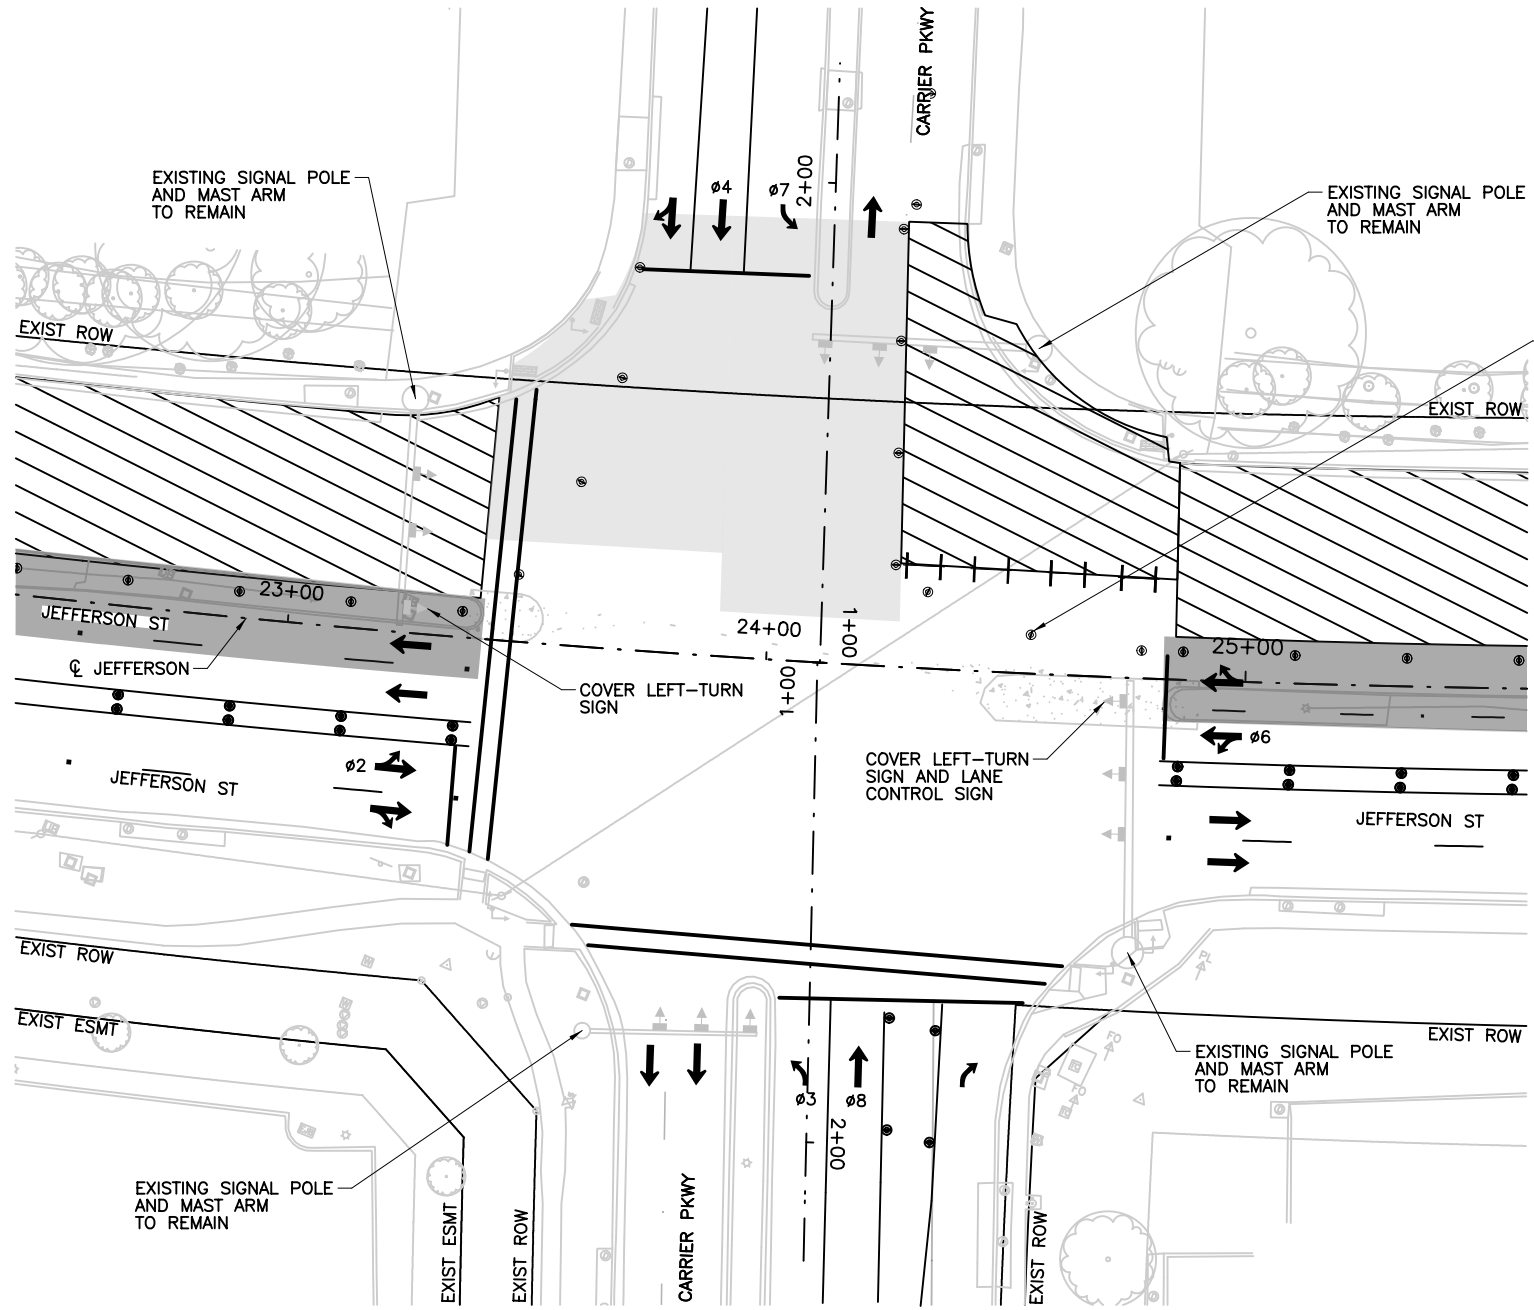 CARRIER PKWY
EXISTING SIGNAL POLE
AND MAST ARM
TO REMAIN
ø4
ø7
2+00
EXISTING SIGNAL POLE
AND MAST ARM
TO REMAIN
EXIST ROW
EXIST ROW
23+00
JEFFERSON ST
℄ JEFFERSON
24+00
1+00
1+00
25+00
COVER LEFT-TURN
SIGN
ø2
JEFFERSON ST
COVER LEFT-TURN
SIGN AND LANE
CONTROL SIGN
ø6
JEFFERSON ST
EXIST ROW
PL
EXIST ESMT
COGW
FO
EXIST ROW
EXISTING SIGNAL POLE
AND MAST ARM
TO REMAIN
FO
ø3
ø8
2+00
EXISTING SIGNAL POLE
AND MAST ARM
TO REMAIN
EXIST ESMT
EXIST ROW
CARRIER PKWY
EXIST ROW